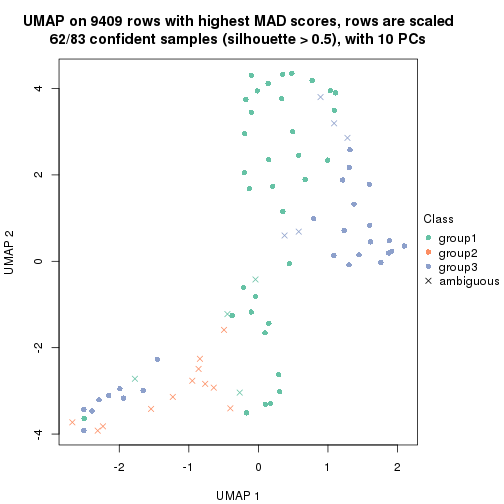 UMAP on 9409 rows with highest MAD scores, rows are scaled
62/83 confident samples (silhouette > 0.5), with 10 PCs
4
2
0
-2
-4
UMAP 2
-2
-1
0
1
2
UMAP 1
Class
group1
group2
group3
ambiguous